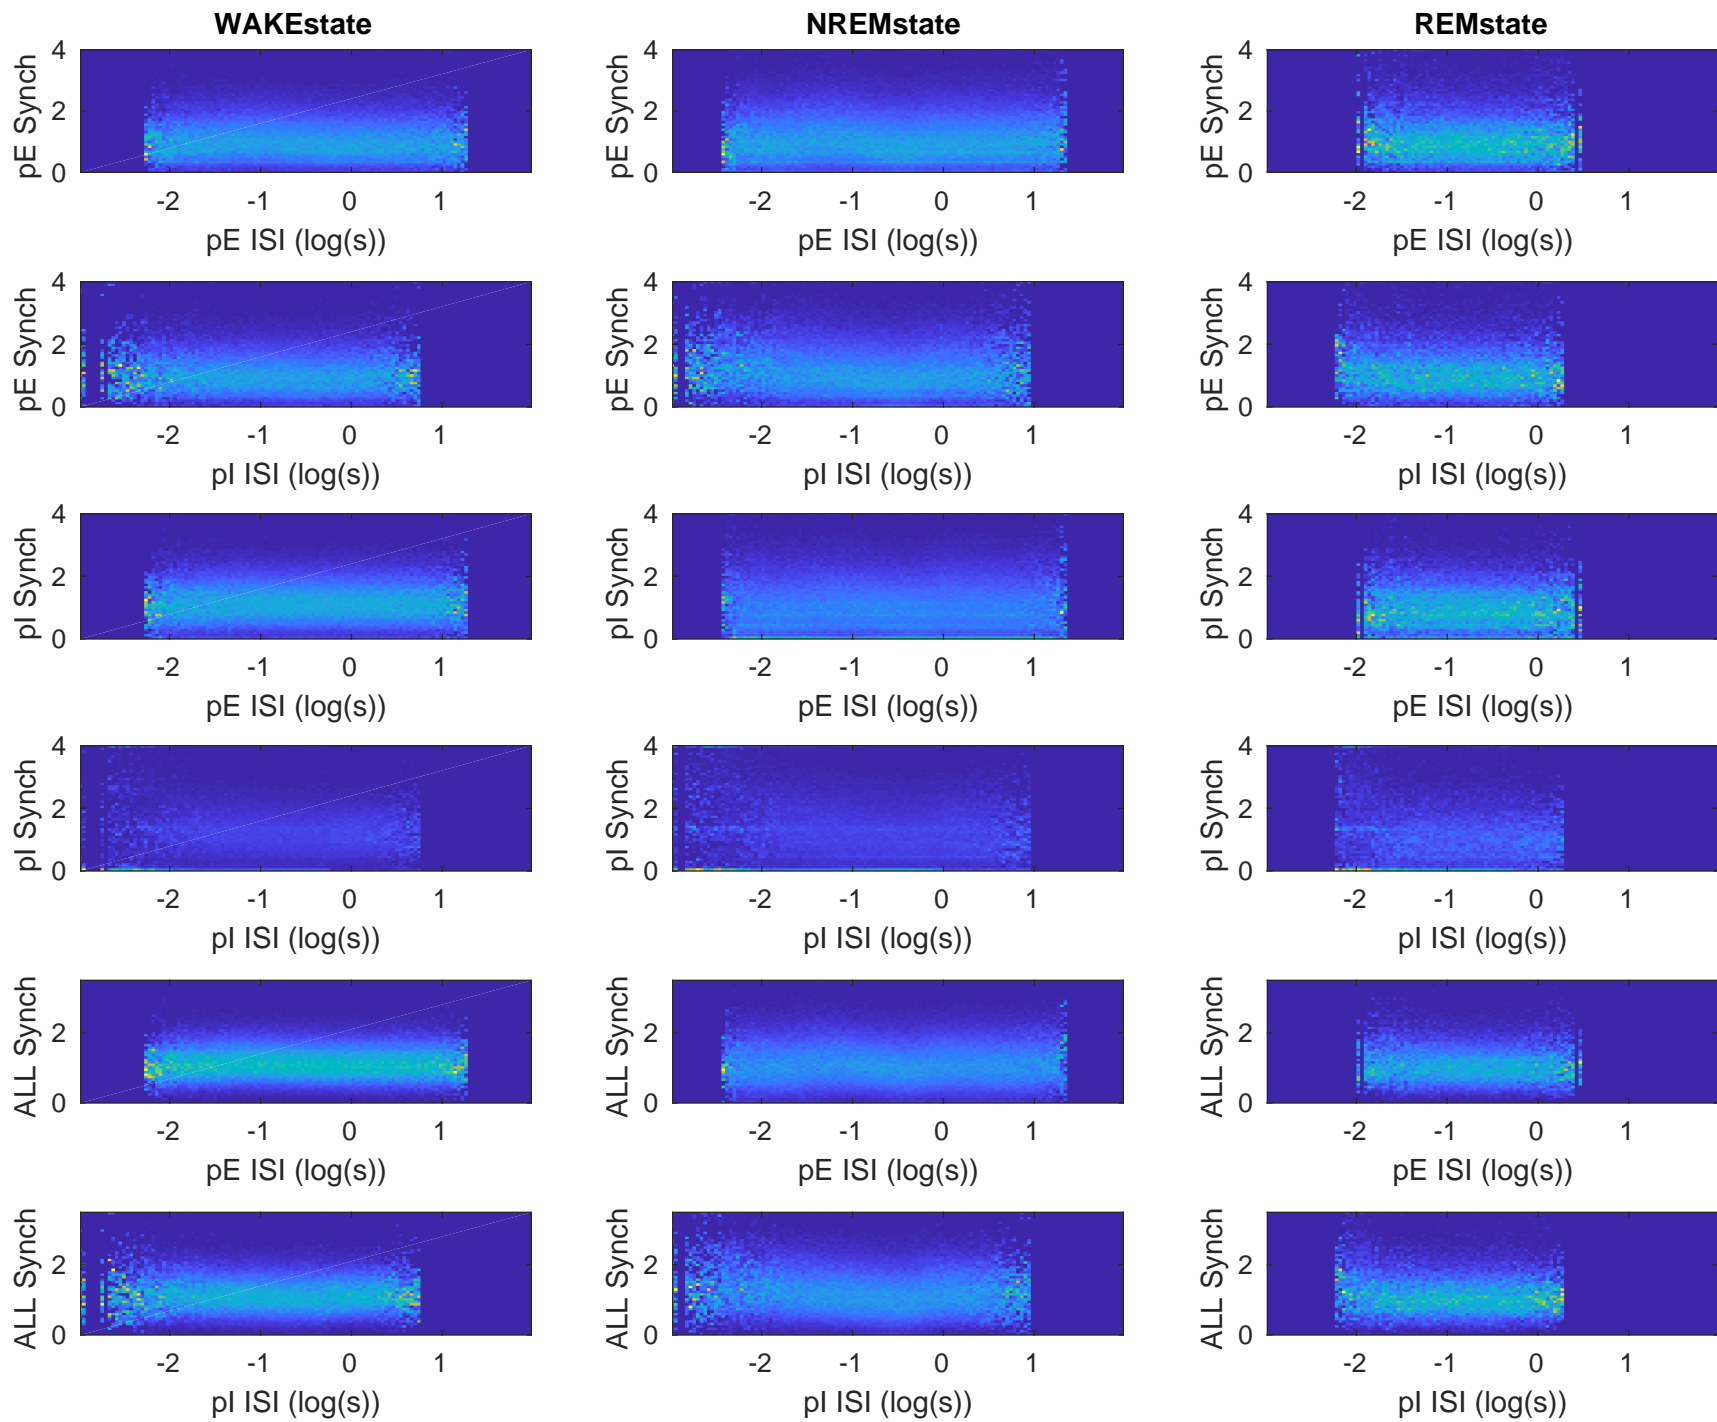 WAKEstate NREMstate REMstate
4 4 4
pE Synch pE Synch pE Synch
2 2 2
0 0 0
-2 -1 0 1 -2 -1 0 1 -2 -1 0 1
pE ISI (log(s)) pE ISI (log(s)) pE ISI (log(s))
4 4 4
pE Synch pE Synch pE Synch
2 2 2
0 0 0
-2 -1 0 1 -2 -1 0 1 -2 -1 0 1
pI ISI (log(s)) pI ISI (log(s)) pI ISI (log(s))
4 4 4
pI Synch pI Synch pI Synch
2 2 2
0 0 0
-2 -1 0 1 -2 -1 0 1 -2 -1 0 1
pE ISI (log(s)) pE ISI (log(s)) pE ISI (log(s))
4 4 4
pI Synch pI Synch pI Synch
2 2 2
0 0 0
-2 -1 0 1 -2 -1 0 1 -2 -1 0 1
pI ISI (log(s)) pI ISI (log(s)) pI ISI (log(s))
ALL Synch ALL Synch ALL Synch
2 2 2
0 0 0
-2 -1 0 1 -2 -1 0 1 -2 -1 0 1
pE ISI (log(s)) pE ISI (log(s)) pE ISI (log(s))
ALL Synch ALL Synch ALL Synch
2 2 2
0 0 0
-2 -1 0 1 -2 -1 0 1 -2 -1 0 1
pI ISI (log(s)) pI ISI (log(s)) pI ISI (log(s))